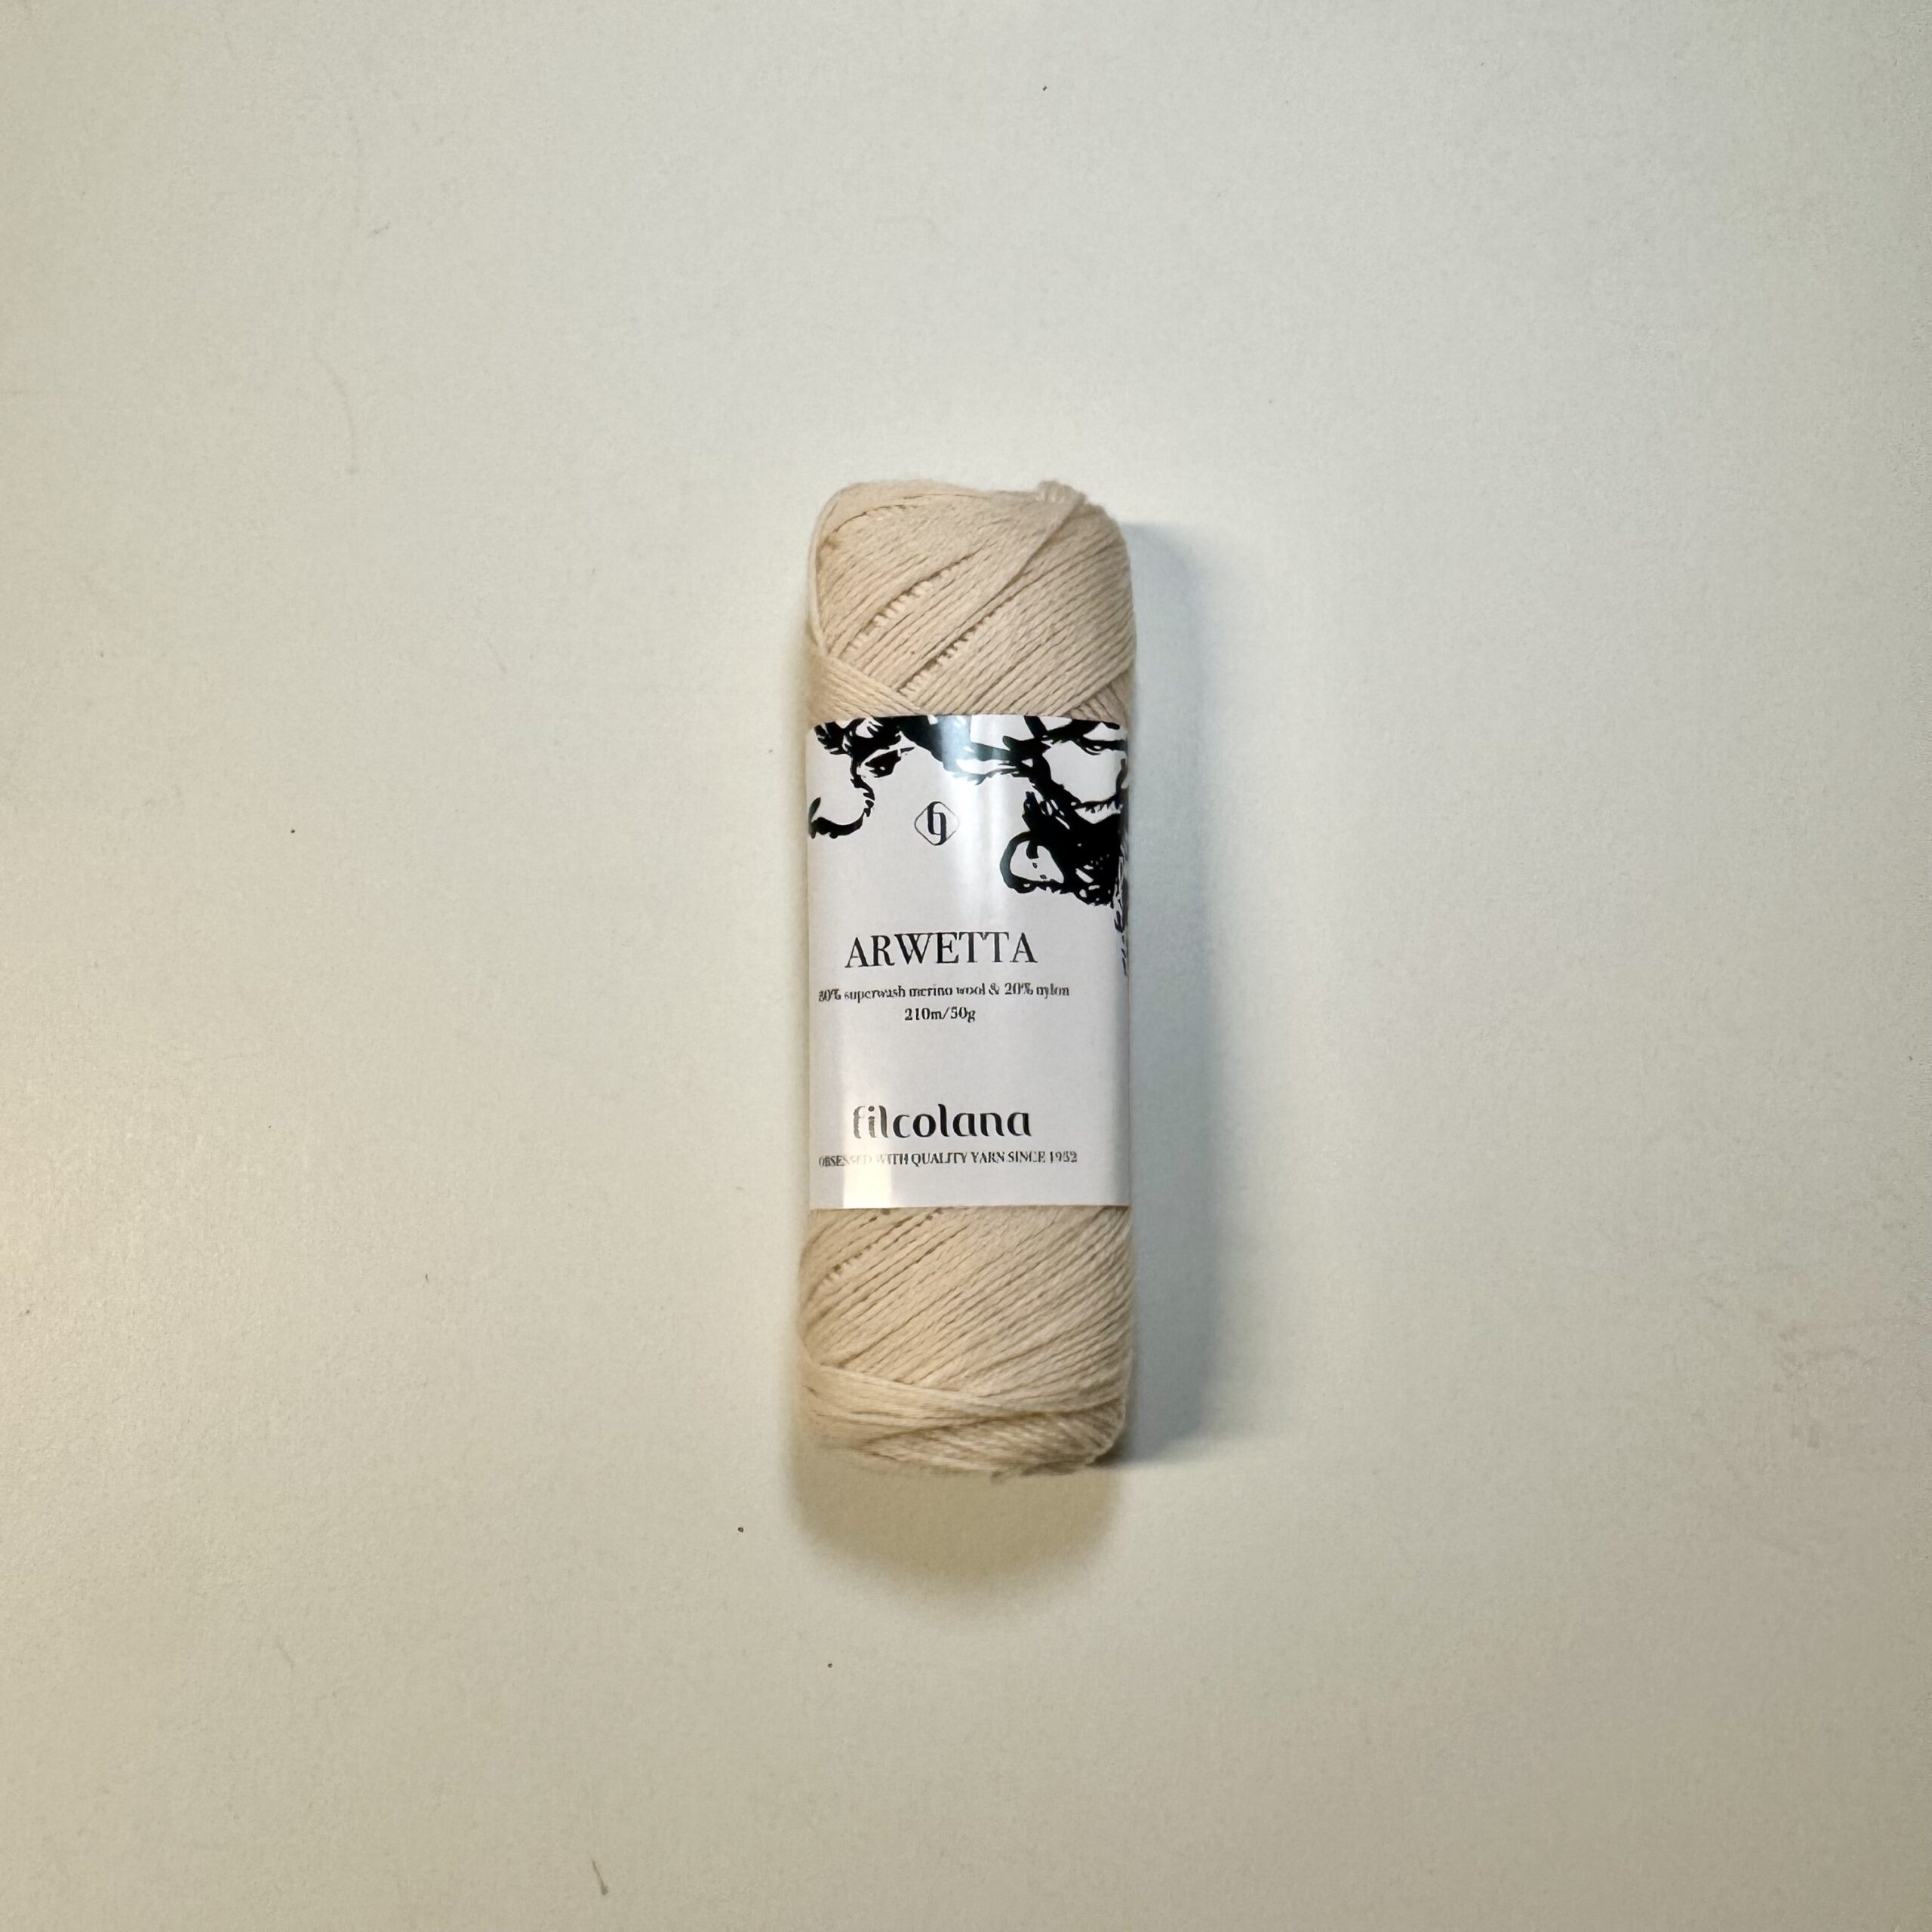 ARWETTA
80% superwash merino wool & 20% nylon
210m/50g
filcolana
OBSESSED WITH QUALITY YARN SINCE 1952